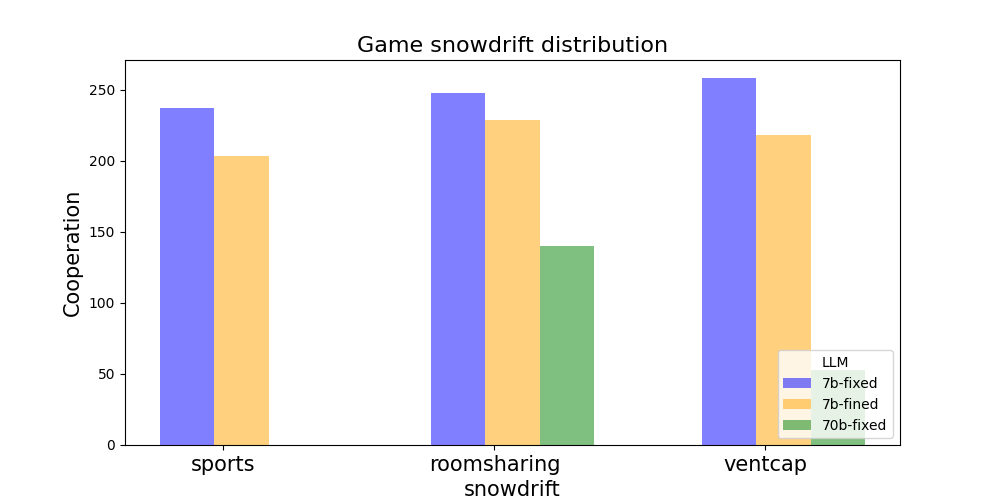 Game snowdrift distribution
Cooperation
250
200
150
100
50
0
LLM
7b-fixed
7b-fined
70b-fixed
sports roomsharing ventcap
snowdrift